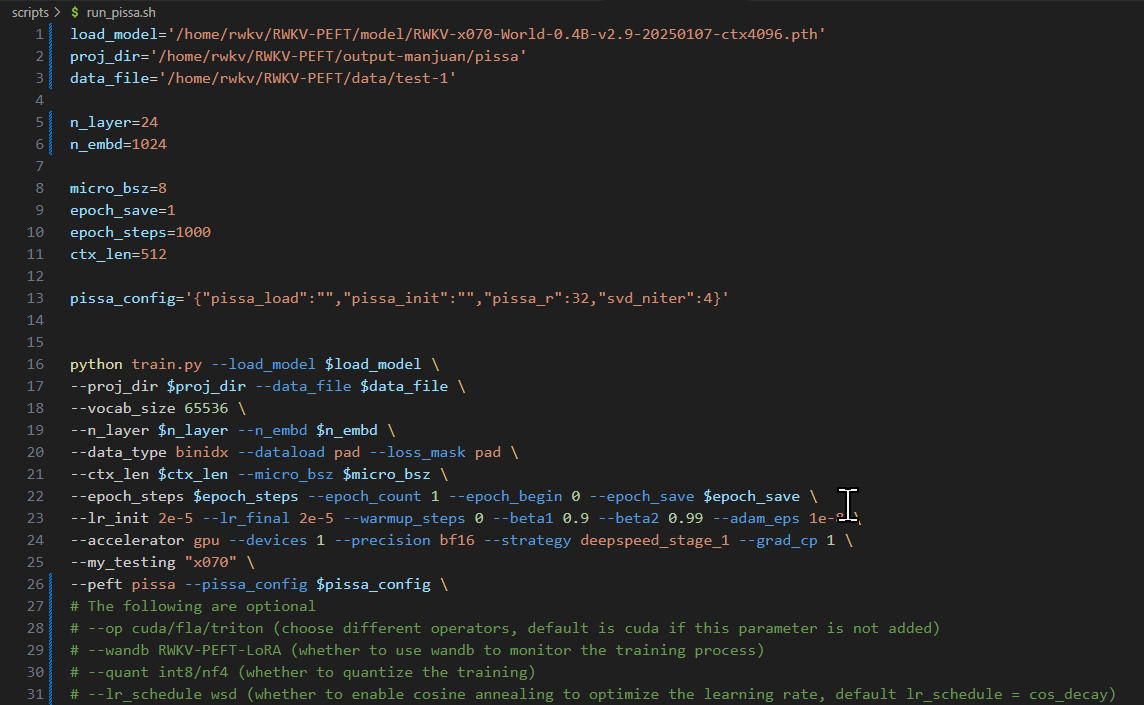 scripts > $ run_pissa.sh
1 load_model='/home/rwkv/RWKV-PEFT/model/RWKV-x070-World-0.4B-v2.9-20250107-ctx4096.pth'
2 proj_dir='/home/rwkv/RWKV-PEFT/output-manjuan/pissa'
3 data_file='/home/rwkv/RWKV-PEFT/data/test-1'
4
5 n_layer=24
6 n_embd=1024
7
8 micro_bsz=8
9 epoch_save=1
10 epoch_steps=1000
11 ctx_len=512
12
13 pissa_config='{"pissa_load":"","pissa_init":"","pissa_r":32,"svd_niter":4}'
14
15
16 python train.py --load_model $load_model \
17 --proj_dir $proj_dir --data_file $data_file \
18 --vocab_size 65536 \
19 --n_layer $n_layer --n_embd $n_embd \
20 --data_type binidx --dataload pad --loss_mask pad \
21 --ctx_len $ctx_len --micro_bsz $micro_bsz \
22 --epoch_steps $epoch_steps --epoch_count 1 --epoch_begin 0 --epoch_save $epoch_save \
23 --lr_init 2e-5 --lr_final 2e-5 --warmup_steps 0 --beta1 0.9 --beta2 0.99 --adam_eps 1e-8 \
24 --accelerator gpu --devices 1 --precision bf16 --strategy deepspeed_stage_1 --grad_cp 1 \
25 --my_testing "x070" \
26 --peft pissa --pissa_config $pissa_config \
27 # The following are optional
28 # --op cuda/fla/triton (choose different operators, default is cuda if this parameter is not added)
29 # --wandb RWKV-PEFT-LoRA (whether to use wandb to monitor the training process)
30 # --quant int8/nf4 (whether to quantize the training)
31 # --lr_schedule wsd (whether to enable cosine annealing to optimize the learning rate, default lr_schedule = cos_decay)